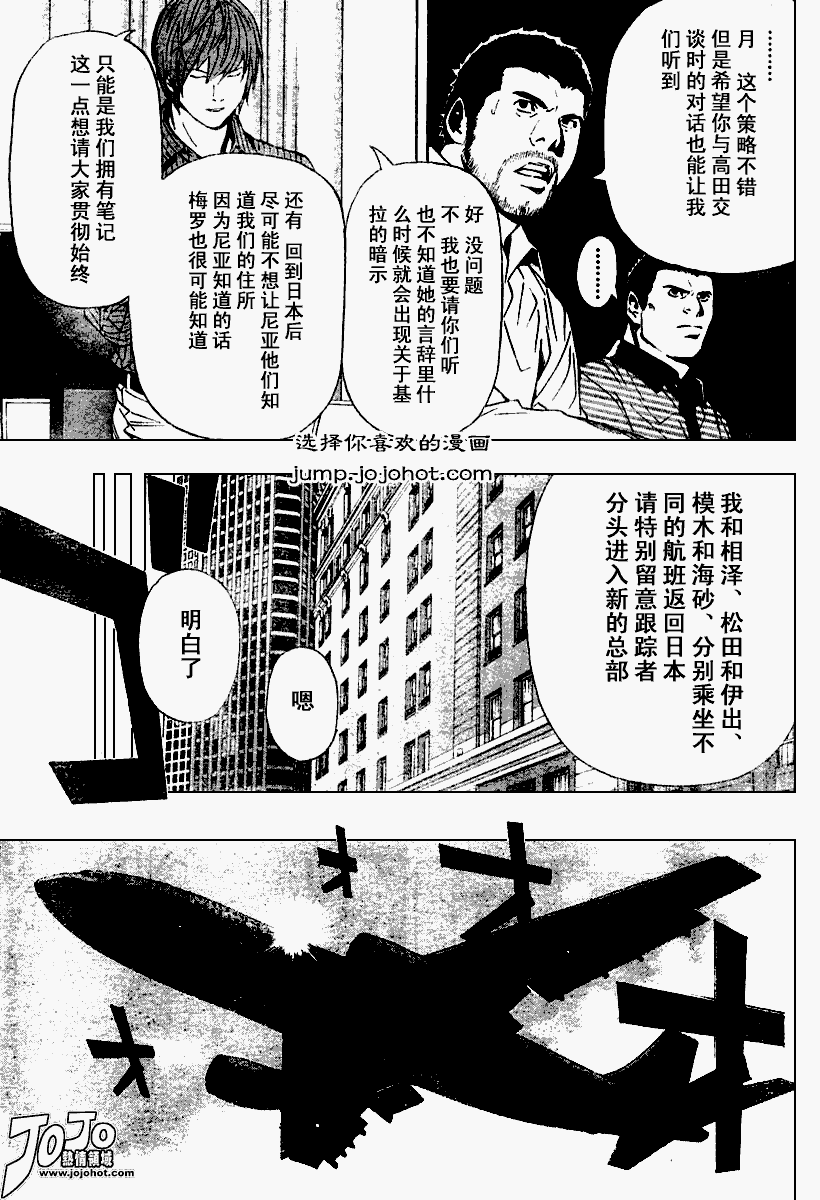 ………
月 这个策略不错
但是希望你与高田交
谈时的对话也能让我
们听到
……
好 没问题
不 我也要请你们听
也不知道她的言辞里什
么时候就会出现关于基
拉的暗示
还有 回到日本后
尽可能不想让尼亚他们知
道我们的住所
因为尼亚知道的话
梅罗也很可能知道
只能是我们拥有笔记
这一点想请大家贯彻始终
选择你喜欢的漫画
jump.jojohot.com
我和相泽、松田和伊出、
模木和海砂、分别乘坐不
同的航班返回日本
请特别留意跟踪者
分头进入新的总部
嗯
明白了
JOJO
熱情領域
www.jojohot.com